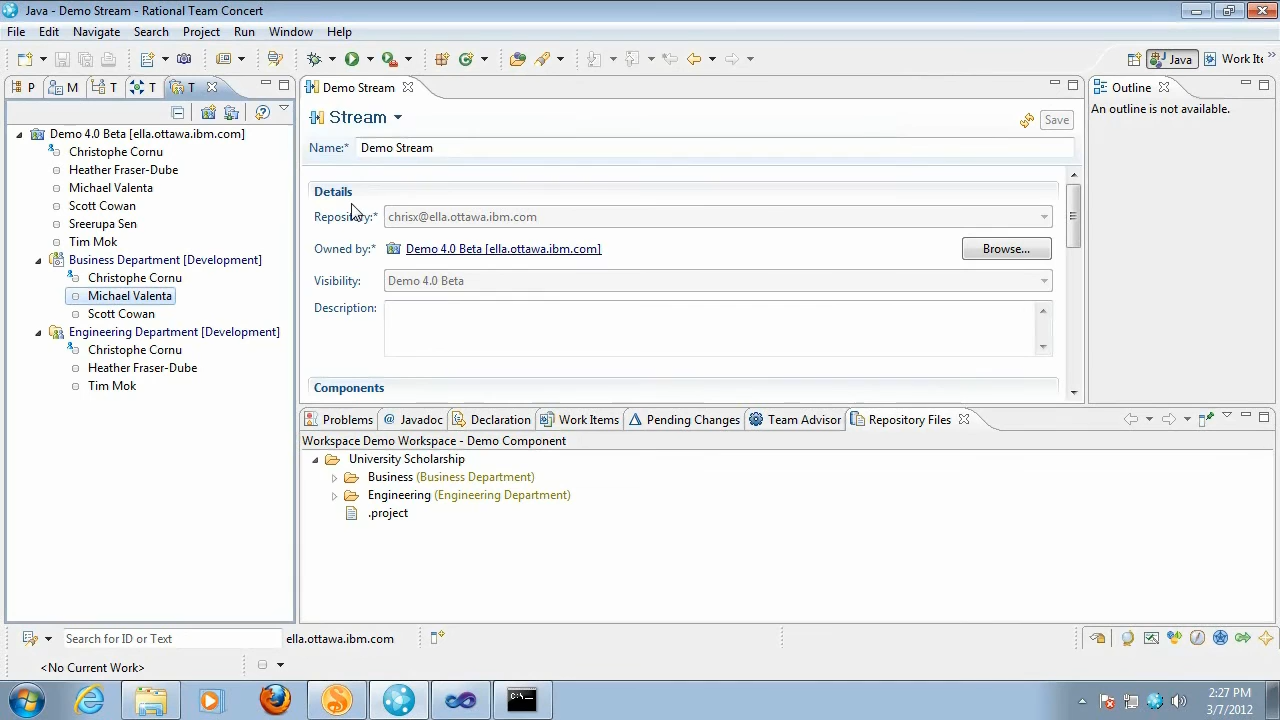 Java - Demo Stream - Rational Team Concert
File Edit Navigate Search Project Run Window Help
Java Work Ite
P M T T T
Demo Stream
Outline
Demo 4.0 Beta [ella.ottawa.ibm.com]
Christophe Cornu
Heather Fraser-Dube
Michael Valenta
Scott Cowan
Sreerupa Sen
Tim Mok
Business Department [Development]
Christophe Cornu
Michael Valenta
Scott Cowan
Engineering Department [Development]
Christophe Cornu
Heather Fraser-Dube
Tim Mok
Stream
Save
Name:* Demo Stream
Details
Repository:* chrisx@ella.ottawa.ibm.com
Owned by:* Demo 4.0 Beta [ella.ottawa.ibm.com] Browse...
Visibility: Demo 4.0 Beta
Description:
Components
An outline is not available.
Problems Javadoc Declaration Work Items Pending Changes Team Advisor Repository Files
Workspace Demo Workspace - Demo Component
University Scholarship
Business (Business Department)
Engineering (Engineering Department)
.project
Search for ID or Text ella.ottawa.ibm.com
<No Current Work>
2:27 PM
3/7/2012